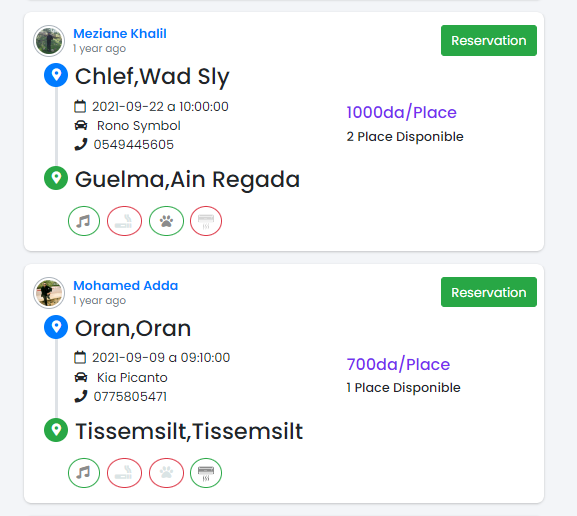 Meziane Khalil
1 year ago
Reservation
Chlef,Wad Sly
2021-09-22 a 10:00:00
Rono Symbol
0549445605
1000da/Place
2 Place Disponible
Guelma,Ain Regada
Mohamed Adda
1 year ago
Reservation
Oran,Oran
2021-09-09 a 09:10:00
Kia Picanto
0775805471
700da/Place
1 Place Disponible
Tissemsilt,Tissemsilt